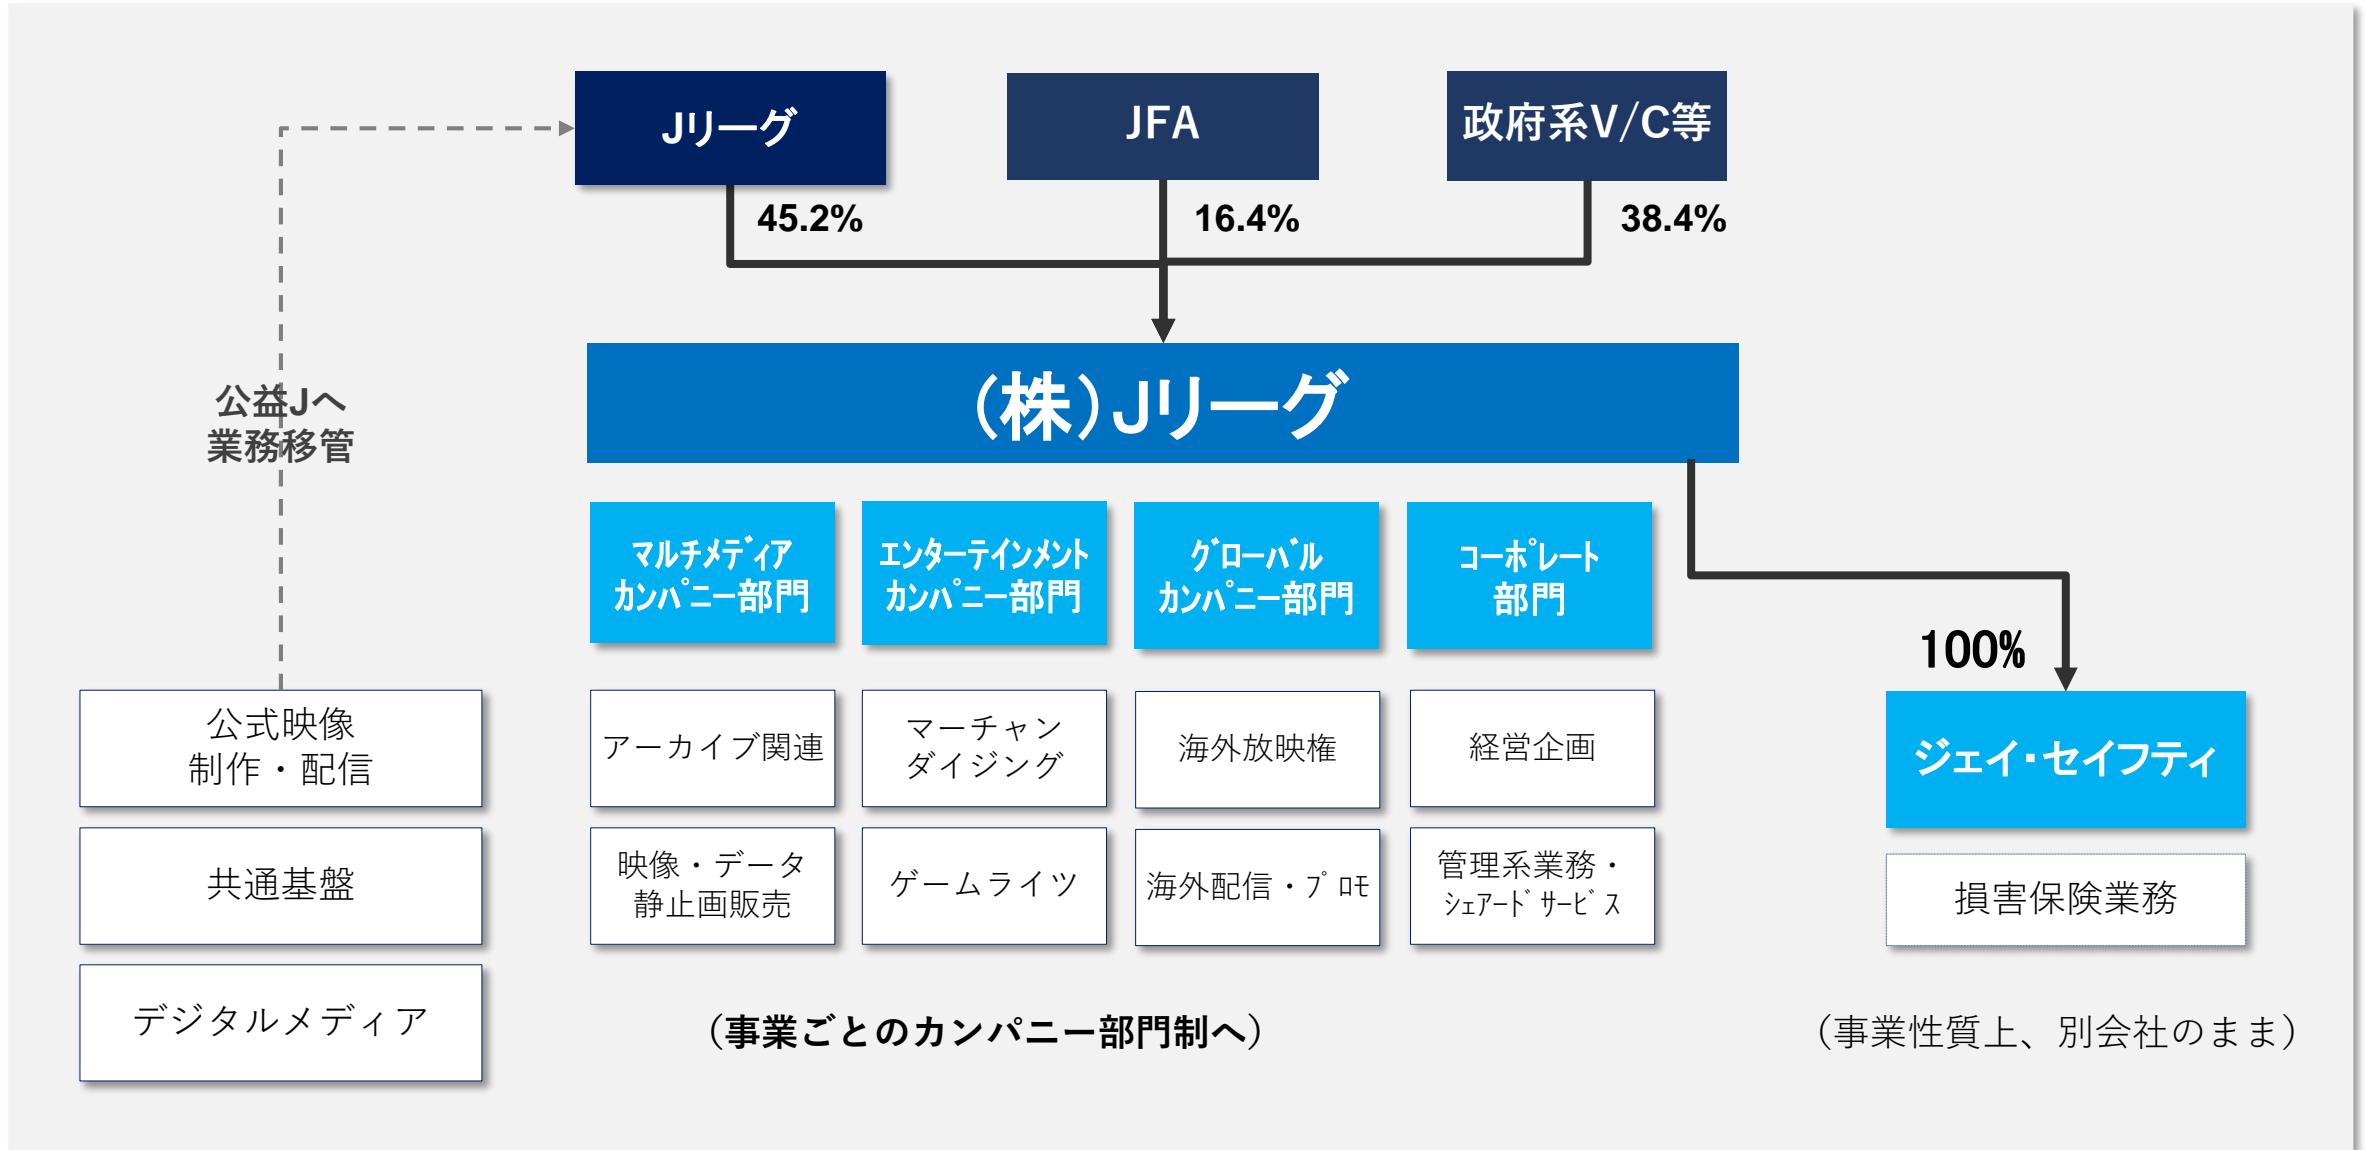 Jリーグ
JFA
政府系V/C等
45.2%
16.4%
38.4%
公益Jへ
業務移管
(株)Jリーグ
ﾏﾙﾁﾒﾃﾞｨｱ
ｶﾝﾊﾟﾆｰ部門
ｴﾝﾀｰﾃｲﾝﾒﾝﾄ
ｶﾝﾊﾟﾆｰ部門
ｸﾞﾛｰﾊﾞﾙ
ｶﾝﾊﾟﾆｰ部門
ｺｰﾎﾟﾚｰﾄ
部門
100%
公式映像
制作・配信
共通基盤
デジタルメディア
アーカイブ関連
映像・データ
静止画販売
マーチャン
ダイジング
ゲームライツ
海外放映権
海外配信・ﾌﾟﾛﾓ
経営企画
管理系業務・
ｼｪｱｰﾄﾞｻｰﾋﾞｽ
ジェイ・セイフティ
損害保険業務
（事業ごとのカンパニー部門制へ）
（事業性質上、別会社のまま）